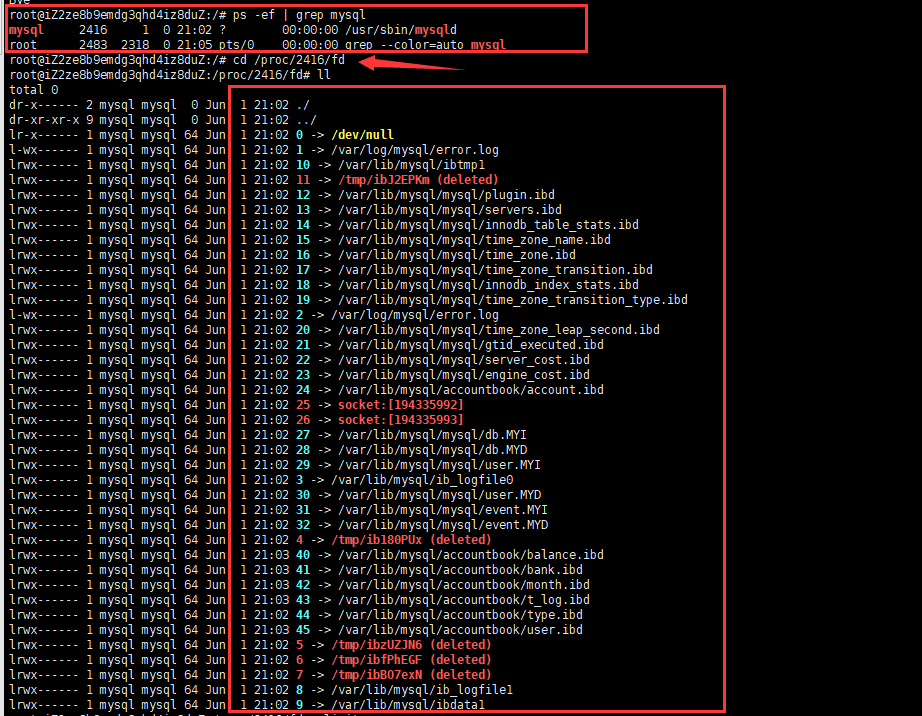 Bye
root@iZ2ze8b9emdg3qhd4iz8duZ:/# ps -ef | grep mysql
mysql 2416 1 0 21:02 ? 00:00:00 /usr/sbin/mysqld
root 2483 2318 0 21:05 pts/0 00:00:00 grep --color=auto mysql
root@iZ2ze8b9emdg3qhd4iz8duZ:/# cd /proc/2416/fd
root@iZ2ze8b9emdg3qhd4iz8duZ:/proc/2416/fd# ll
total 0
dr-x------ 2 mysql mysql 0 Jun 1 21:02 ./
dr-xr-xr-x 9 mysql mysql 0 Jun 1 21:02 ../
lr-x------ 1 mysql mysql 64 Jun 1 21:02 0 -> /dev/null
l-wx------ 1 mysql mysql 64 Jun 1 21:02 1 -> /var/log/mysql/error.log
lrwx------ 1 mysql mysql 64 Jun 1 21:02 10 -> /var/lib/mysql/ibtmp1
lrwx------ 1 mysql mysql 64 Jun 1 21:02 11 -> /tmp/ibJ2EPKm (deleted)
lrwx------ 1 mysql mysql 64 Jun 1 21:02 12 -> /var/lib/mysql/mysql/plugin.ibd
lrwx------ 1 mysql mysql 64 Jun 1 21:02 13 -> /var/lib/mysql/mysql/servers.ibd
lrwx------ 1 mysql mysql 64 Jun 1 21:02 14 -> /var/lib/mysql/mysql/innodb_table_stats.ibd
lrwx------ 1 mysql mysql 64 Jun 1 21:02 15 -> /var/lib/mysql/mysql/time_zone_name.ibd
lrwx------ 1 mysql mysql 64 Jun 1 21:02 16 -> /var/lib/mysql/mysql/time_zone.ibd
lrwx------ 1 mysql mysql 64 Jun 1 21:02 17 -> /var/lib/mysql/mysql/time_zone_transition.ibd
lrwx------ 1 mysql mysql 64 Jun 1 21:02 18 -> /var/lib/mysql/mysql/innodb_index_stats.ibd
lrwx------ 1 mysql mysql 64 Jun 1 21:02 19 -> /var/lib/mysql/mysql/time_zone_transition_type.ibd
l-wx------ 1 mysql mysql 64 Jun 1 21:02 2 -> /var/log/mysql/error.log
lrwx------ 1 mysql mysql 64 Jun 1 21:02 20 -> /var/lib/mysql/mysql/time_zone_leap_second.ibd
lrwx------ 1 mysql mysql 64 Jun 1 21:02 21 -> /var/lib/mysql/mysql/gtid_executed.ibd
lrwx------ 1 mysql mysql 64 Jun 1 21:02 22 -> /var/lib/mysql/mysql/server_cost.ibd
lrwx------ 1 mysql mysql 64 Jun 1 21:02 23 -> /var/lib/mysql/mysql/engine_cost.ibd
lrwx------ 1 mysql mysql 64 Jun 1 21:02 24 -> /var/lib/mysql/accountbook/account.ibd
lrwx------ 1 mysql mysql 64 Jun 1 21:02 25 -> socket:[194335992]
lrwx------ 1 mysql mysql 64 Jun 1 21:02 26 -> socket:[194335993]
lrwx------ 1 mysql mysql 64 Jun 1 21:02 27 -> /var/lib/mysql/mysql/db.MYI
lrwx------ 1 mysql mysql 64 Jun 1 21:02 28 -> /var/lib/mysql/mysql/db.MYD
lrwx------ 1 mysql mysql 64 Jun 1 21:02 29 -> /var/lib/mysql/mysql/user.MYI
lrwx------ 1 mysql mysql 64 Jun 1 21:02 3 -> /var/lib/mysql/ib_logfile0
lrwx------ 1 mysql mysql 64 Jun 1 21:02 30 -> /var/lib/mysql/mysql/user.MYD
lrwx------ 1 mysql mysql 64 Jun 1 21:02 31 -> /var/lib/mysql/mysql/event.MYI
lrwx------ 1 mysql mysql 64 Jun 1 21:02 32 -> /var/lib/mysql/mysql/event.MYD
lrwx------ 1 mysql mysql 64 Jun 1 21:02 4 -> /tmp/ibl80PUx (deleted)
lrwx------ 1 mysql mysql 64 Jun 1 21:03 40 -> /var/lib/mysql/accountbook/balance.ibd
lrwx------ 1 mysql mysql 64 Jun 1 21:03 41 -> /var/lib/mysql/accountbook/bank.ibd
lrwx------ 1 mysql mysql 64 Jun 1 21:03 42 -> /var/lib/mysql/accountbook/month.ibd
lrwx------ 1 mysql mysql 64 Jun 1 21:03 43 -> /var/lib/mysql/accountbook/t_log.ibd
lrwx------ 1 mysql mysql 64 Jun 1 21:02 44 -> /var/lib/mysql/accountbook/type.ibd
lrwx------ 1 mysql mysql 64 Jun 1 21:03 45 -> /var/lib/mysql/accountbook/user.ibd
lrwx------ 1 mysql mysql 64 Jun 1 21:02 5 -> /tmp/ibzUZJN6 (deleted)
lrwx------ 1 mysql mysql 64 Jun 1 21:02 6 -> /tmp/ibfPhEGF (deleted)
lrwx------ 1 mysql mysql 64 Jun 1 21:02 7 -> /tmp/ibBO7exN (deleted)
lrwx------ 1 mysql mysql 64 Jun 1 21:02 8 -> /var/lib/mysql/ib_logfile1
lrwx------ 1 mysql mysql 64 Jun 1 21:02 9 -> /var/lib/mysql/ibdata1